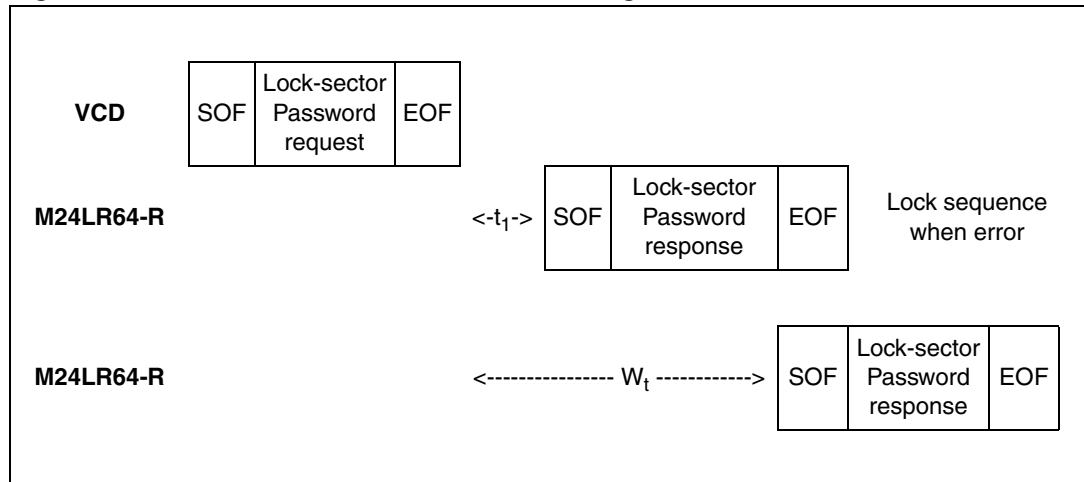 VCD
SOF
Lock-sector
Password
request
EOF
M24LR64-R
<-t1->
SOF
Lock-sector
Password
response
EOF
Lock sequence
when error
M24LR64-R
<---------------- Wt ------------>
SOF
Lock-sector
Password
response
EOF